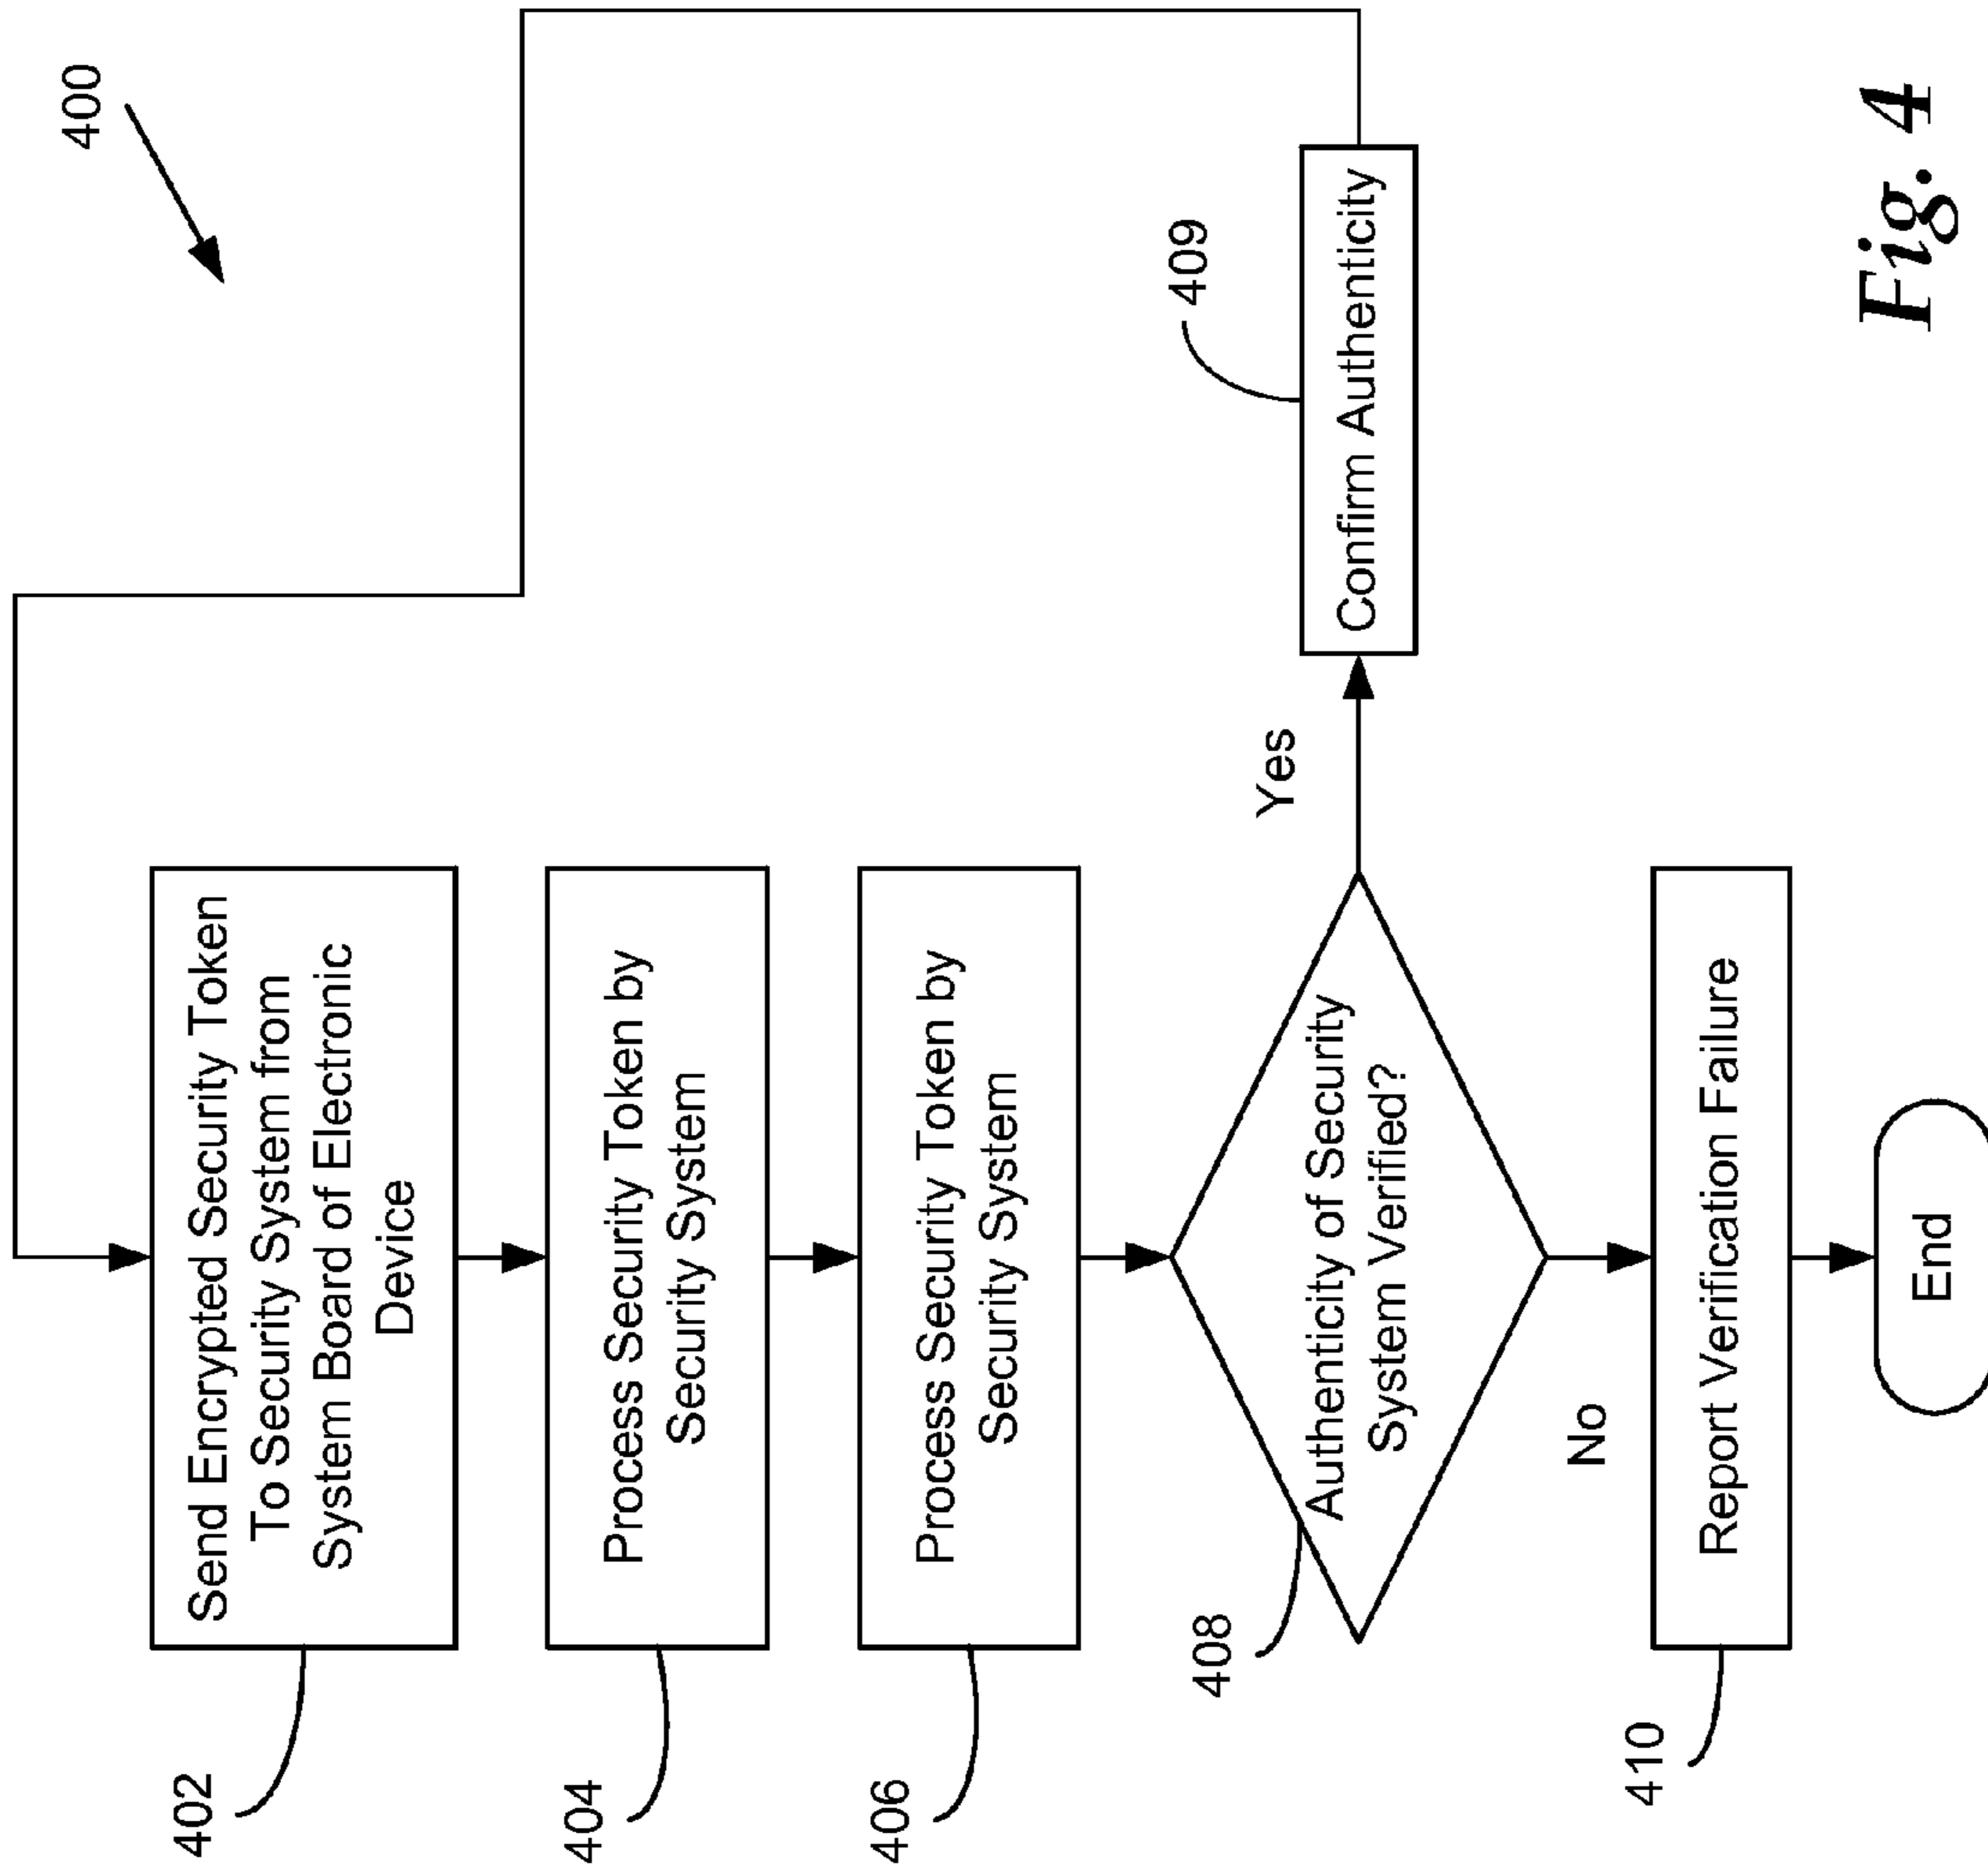 400
402
Send Encrypted Security Token
To Security System from
System Board of Electronic
Device
404
Process Security Token by
Security System
406
Process Security Token by
Security System
408
Authenticity of Security
System Verified?
Yes
409
Confirm Authenticity
No
410
Report Verification Failure
End
Fig. 4